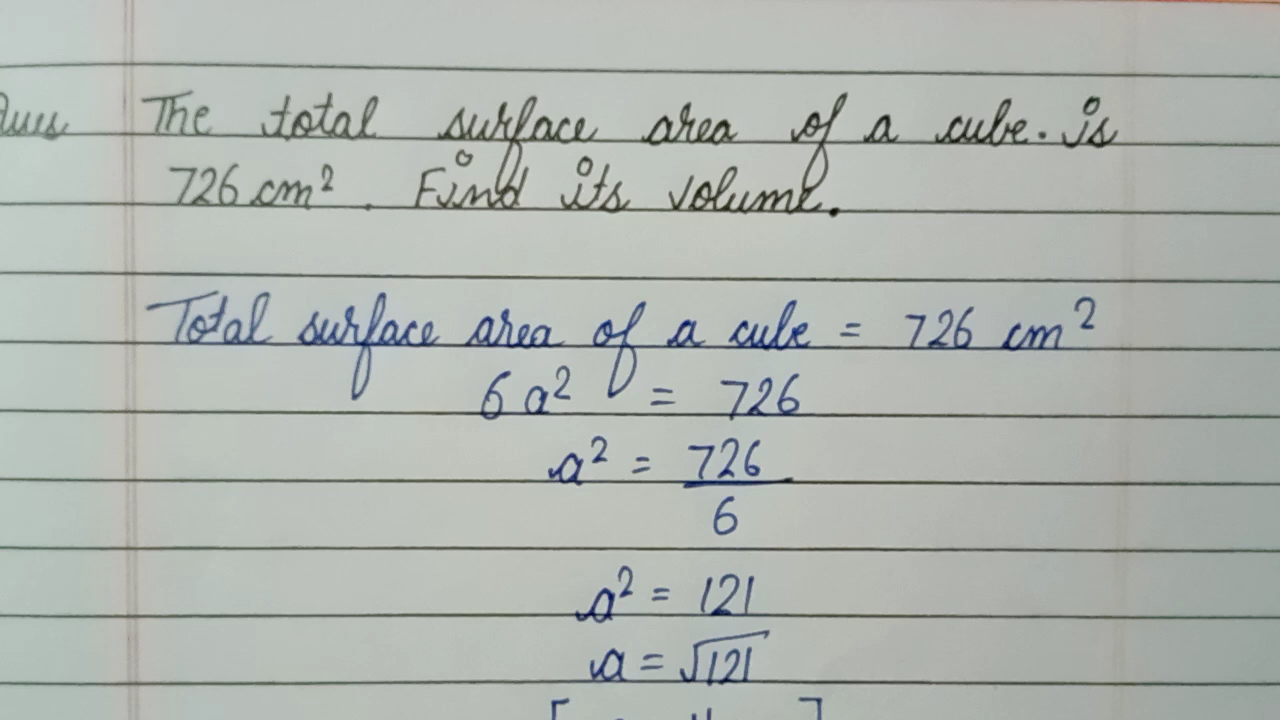 Ques The total surface area of a cube. is
726 cm². Find its volume.
Total surface area of a cube = 726 cm²
6a² = 726
a² = 726
6
a² = 121
a = √121